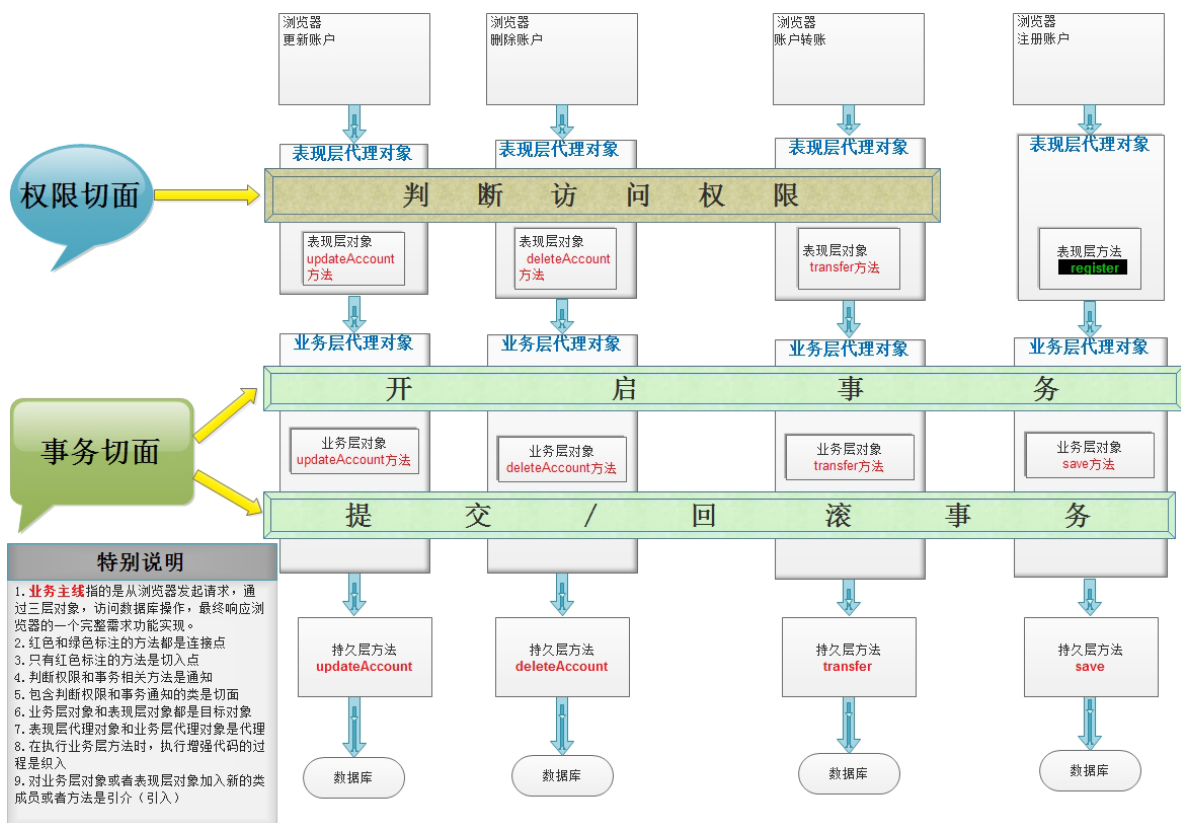 浏览器
更新账户
浏览器
删除账户
浏览器
账户转账
浏览器
注册账户
表现层代理对象
表现层代理对象
表现层代理对象
表现层代理对象
权限切面
判断访问权限
表现层对象
updateAccount
方法
表现层对象
deleteAccount
方法
表现层对象
transfer方法
表现层方法
register
业务层代理对象
业务层代理对象
业务层代理对象
业务层代理对象
开启事务
事务切面
业务层对象
updateAccount方法
业务层对象
deleteAccount方法
业务层对象
transfer方法
业务层对象
save方法
提交/回滚事务
特别说明
1.业务主线指的是从浏览器发起请求,通
过三层对象,访问数据库操作,最终响应浏
览器的一个完整需求功能实现。
2.红色和绿色标注的方法都是连接点
3.只有红色标注的方法是切入点
4.判断权限和事务相关方法是通知
5.包含判断权限和事务通知的类是切面
6.业务层对象和表现层对象都是目标对象
7.表现层代理对象和业务层代理对象是代理
8.在执行业务层方法时,执行增强代码的过
程是织入
9.对业务层对象或者表现层对象加入新的类
成员或者方法是引介(引入)
持久层方法
updateAccount
持久层方法
deleteAccount
持久层方法
transfer
持久层方法
save
数据库
数据库
数据库
数据库